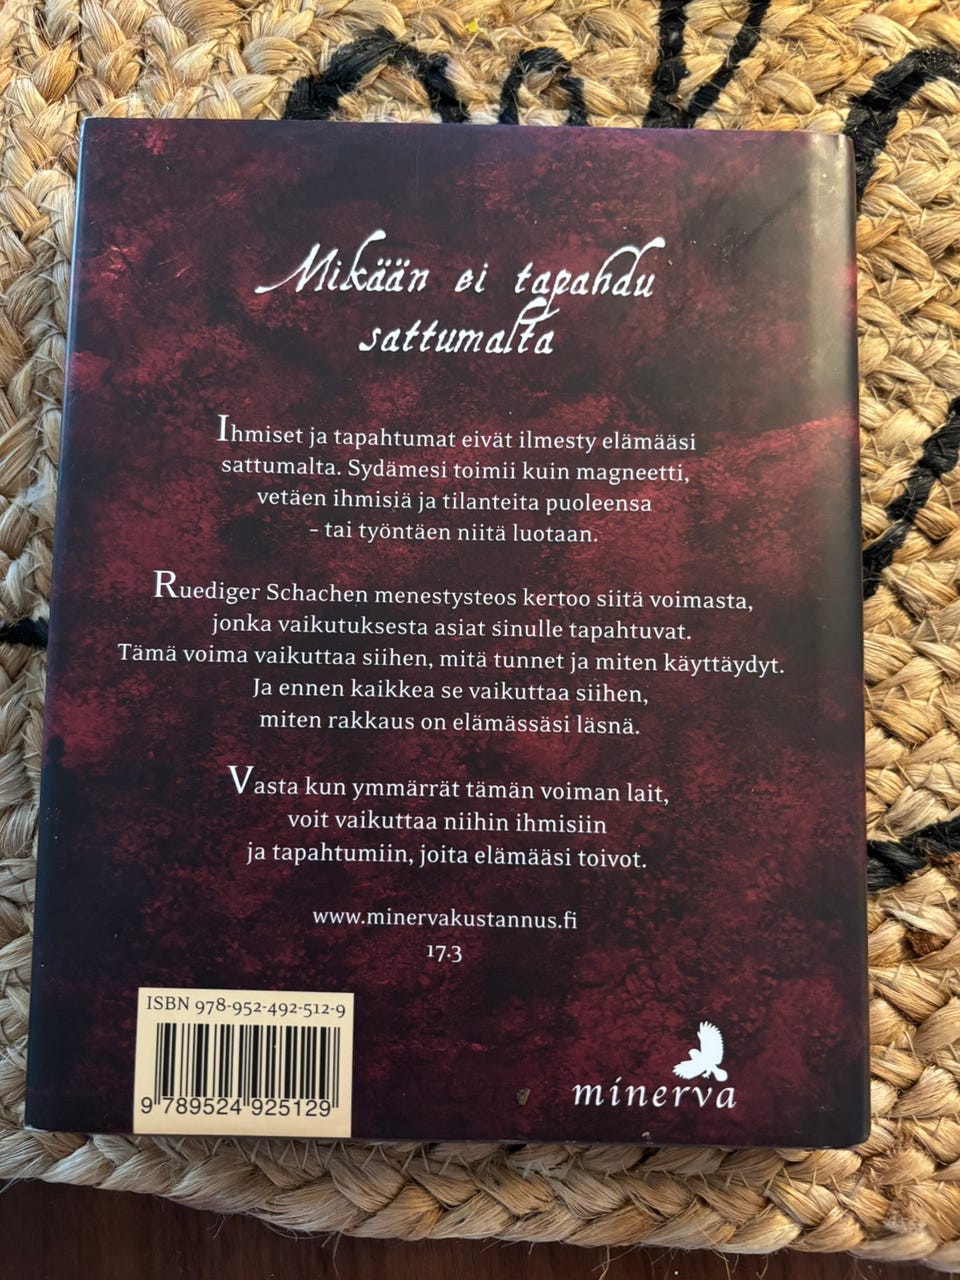 Mikään ei tapahdu
sattumalta
Ihmiset ja tapahtumat eivät ilmesty elämääsi
sattumalta. Sydämesi toimii kuin magneetti,
vetäen ihmisiä ja tilanteita puoleensa
– tai työntäen niitä luotaan.
Ruediger Schachen menestysteos kertoo siitä voimasta,
jonka vaikutuksesta asiat sinulle tapahtuvat.
Tämä voima vaikuttaa siihen, mitä tunnet ja miten käyttäydyt.
Ja ennen kaikkea se vaikuttaa siihen,
miten rakkaus on elämässäsi läsnä.
Vasta kun ymmärrät tämän voiman lait,
voit vaikuttaa niihin ihmisiin
ja tapahtumiin, joita elämääsi toivot.
www.minervakustannus.fi
17.3
ISBN 978-952-492-512-9
9 789524 925129
minerva